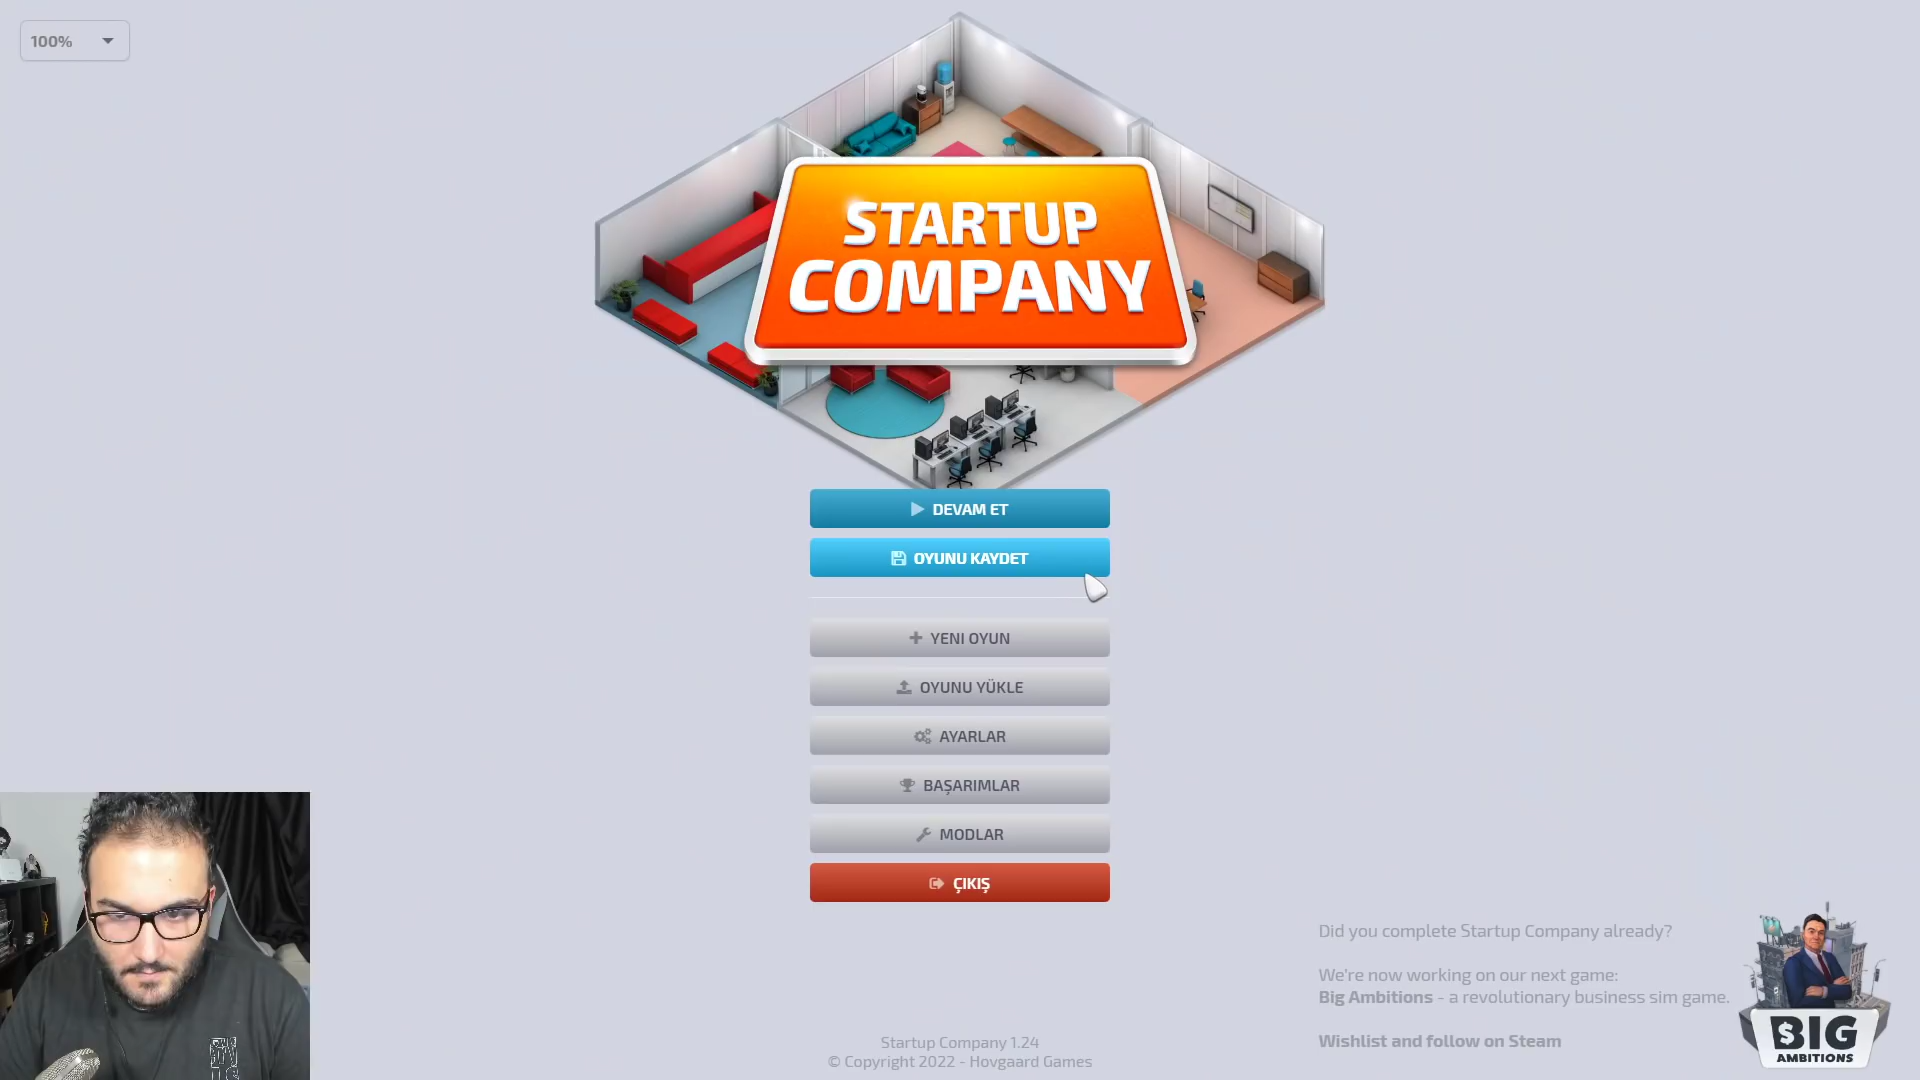 100%
STARTUP
COMPANY
DEVAM ET
OYUNU KAYDET
YENI OYUN
OYUNU YÜKLE
AYARLAR
BAŞARIMLAR
MODLAR
ÇIKIŞ
Did you complete Startup Company already?
We're now working on our next game:
Big Ambitions - a revolutionary business sim game.
Wishlist and follow on Steam
$BIG
AMBITIONS
Startup Company 1.24
© Copyright 2022 - Hovgaard Games